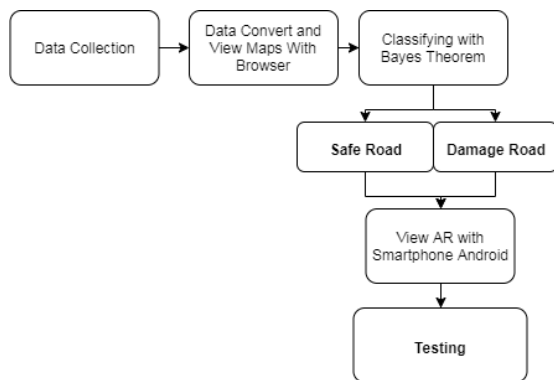 Data Collection
Data Convert and
View Maps With
Browser
Classifying with
Bayes Theorem
Safe Road
Damage Road
View AR with
Smartphone Android
Testing